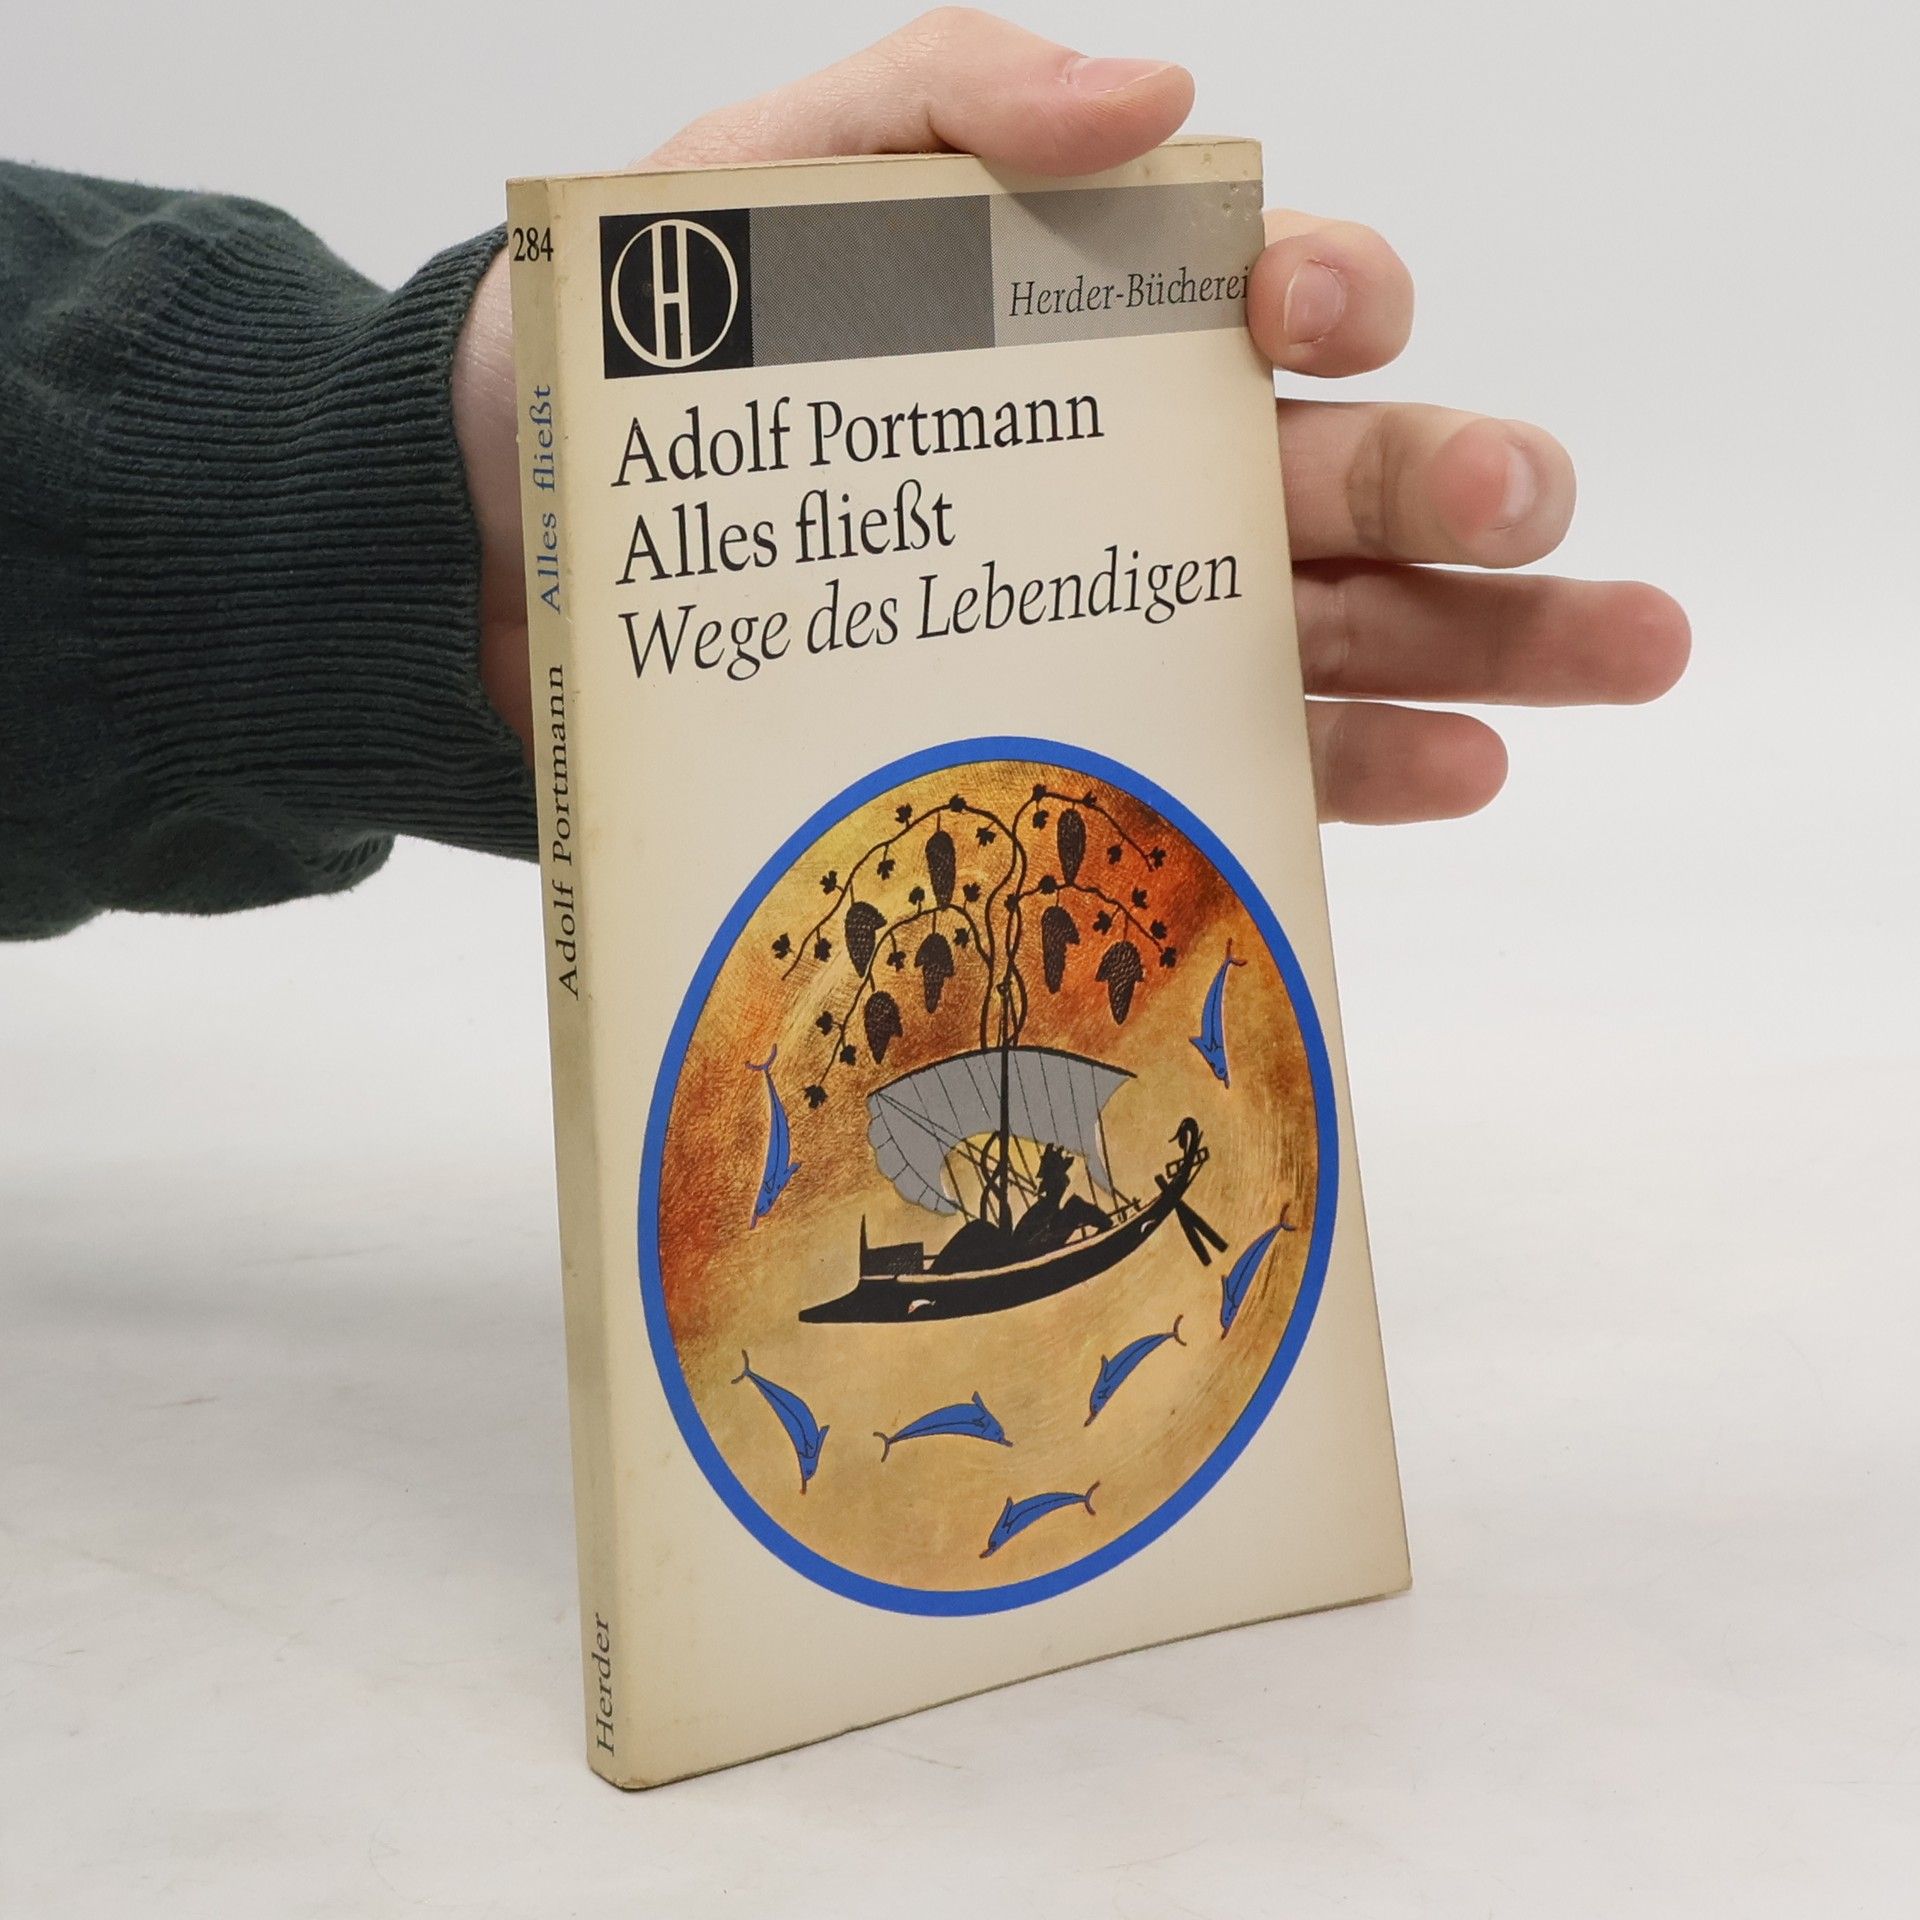 284
Herder-Bücherei
Adolf Portmann
Alles fließt
Wege des Lebendigen
Adolf Portmann Alles fließt
Herder